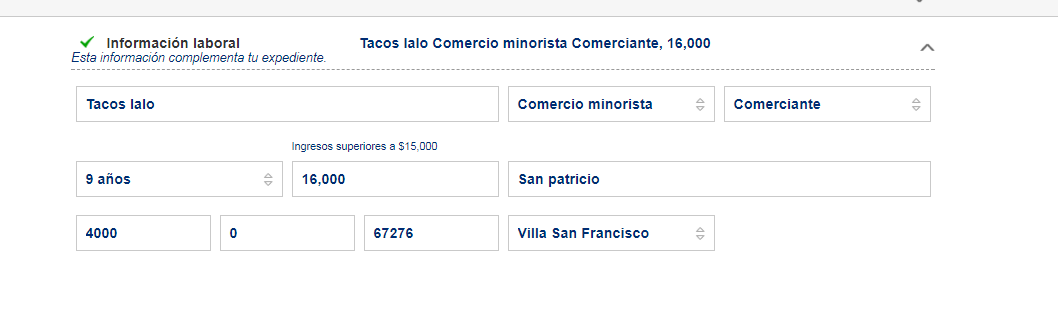 Información laboral Tacos lalo Comercio minorista Comerciante, 16,000
Esta información complementa tu expediente.
Tacos lalo Comercio minorista Comerciante
Ingresos superiores a $15,000
9 años 16,000 San patricio
4000 0 67276 Villa San Francisco